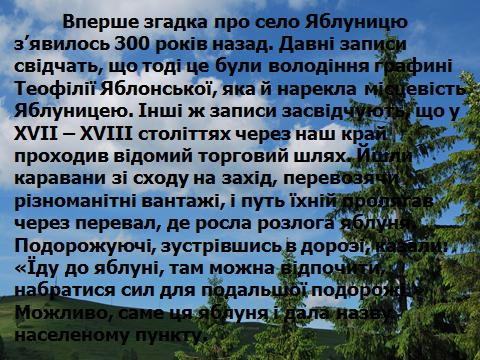 Вперше згадка про село Яблуницю
з’явилось 300 років назад. Давні записи
свідчать, що тоді це були володіння графині
Теофілії Яблонської, яка й нарекла місцевість
Яблуницею. Інші ж записи засвідчують, що у
XVII – XVIII століттях через наш край
проходив відомий торговий шлях. Йшли
каравани зі сходу на захід, перевозячи
різноманітні вантажі, і путь їхній пролягав
через перевал, де росла розлога яблуня.
Подорожуючі, зустрівшись в дорозі, казали:
«Їду до яблуні, там можна відпочити,
набратися сил для подальшої подорожі.»
Можливо, саме ця яблуня і дала назву
населеному пункту.